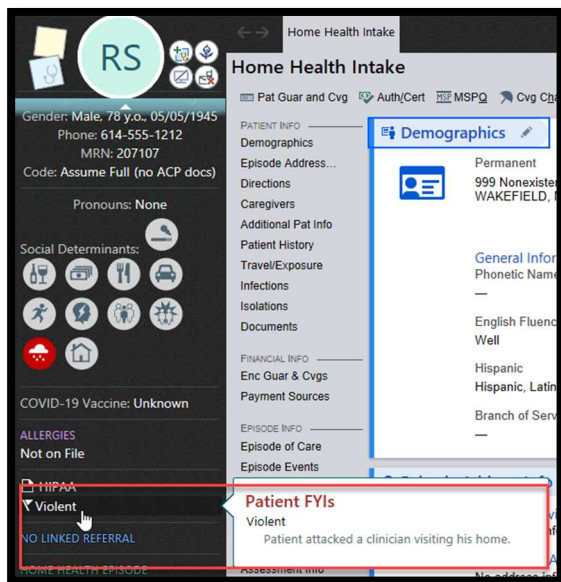 RS
Gender: Male, 78 y.o., 05/05/1945
Phone: 614-555-1212
MRN: 207107
Code: Assume Full (no ACP docs)
Pronouns: None
Social Determinants:
COVID-19 Vaccine: Unknown
ALLERGIES
Not on File
HIPAA
Violent
NO LINKED REFERRAL
HOME HEALTH EPISODE
Home Health Intake
Home Health Intake
Pat Guar and Cvg Auth/Cert MSPQ Cvg Cha
PATIENT INFO
Demographics
Episode Address...
Directions
Caregivers
Additional Pat Info
Patient History
Travel/Exposure
Infections
Isolations
Documents
FINANCIAL INFO
Enc Guar & Cvgs
Payment Sources
EPISODE INFO
Episode of Care
Episode Events
Assessment Info
Demographics
Permanent
999 Nonexisten
WAKEFIELD,
General Infor
Phonetic Name
—
English Fluenc
Well
Hispanic
Hispanic, Latin
Branch of Serv
—
Patient FYIs
Violent
Patient attacked a clinician visiting his home.
No address inf